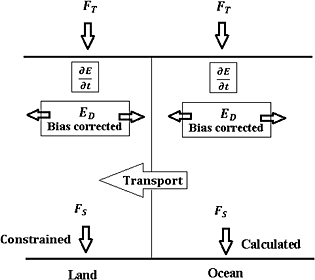 F_T F_T
∂E/∂t ∂E/∂t
E_D E_D
Bias corrected Bias corrected
Transport
F_S F_S
Constrained Calculated
Land Ocean